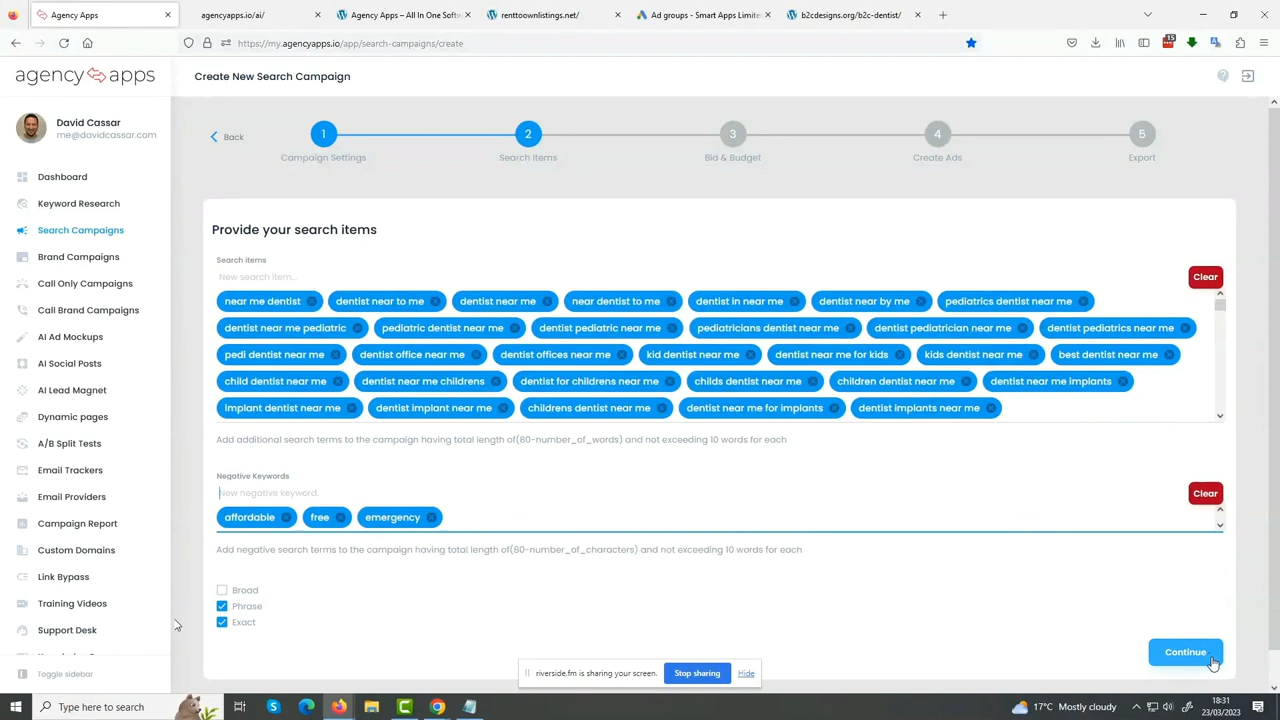 Agency Apps
agencyapps.io/ai/
Agency Apps – All In One Softw
renttoownlistings.net/
Ad groups - Smart Apps Limite
b2cdesigns.org/b2c-dentist/
https://my.agencyapps.io/app/search-campaigns/create
15
agency apps
Create New Search Campaign
David Cassar
me@davidcassar.com
Back
1
2
3
4
5
Campaign Settings
Search Items
Bid & Budget
Create Ads
Export
Dashboard
Keyword Research
Search Campaigns
Brand Campaigns
Call Only Campaigns
Call Brand Campaigns
AI Ad Mockups
AI Social Posts
AI Lead Magnet
Dynamic pages
A/B Split Tests
Email Trackers
Email Providers
Campaign Report
Custom Domains
Link Bypass
Training Videos
Support Desk
Toggle sidebar
Provide your search items
Search items
New search item...
Clear
near me dentist
dentist near to me
dentist near me
near dentist to me
dentist in near me
dentist near by me
pediatrics dentist near me
dentist near me pediatric
pediatric dentist near me
dentist pediatric near me
pediatricians dentist near me
dentist pediatrician near me
dentist pediatrics near me
pedi dentist near me
dentist office near me
dentist offices near me
kid dentist near me
dentist near me for kids
kids dentist near me
best dentist near me
child dentist near me
dentist near me childrens
dentist for childrens near me
childs dentist near me
children dentist near me
dentist near me implants
implant dentist near me
dentist implant near me
childrens dentist near me
dentist near me for implants
dentist implants near me
Add additional search terms to the campaign having total length of(80-number_of_words) and not exceeding 10 words for each
Negative Keywords
New negative keyword.
Clear
affordable
free
emergency
Add negative search terms to the campaign having total length of(80-number_of_characters) and not exceeding 10 words for each
Broad
Phrase
Exact
Continue
riverside.fm is sharing your screen.
Stop sharing
Hide
Type here to search
17°C Mostly cloudy
18:31
23/03/2023